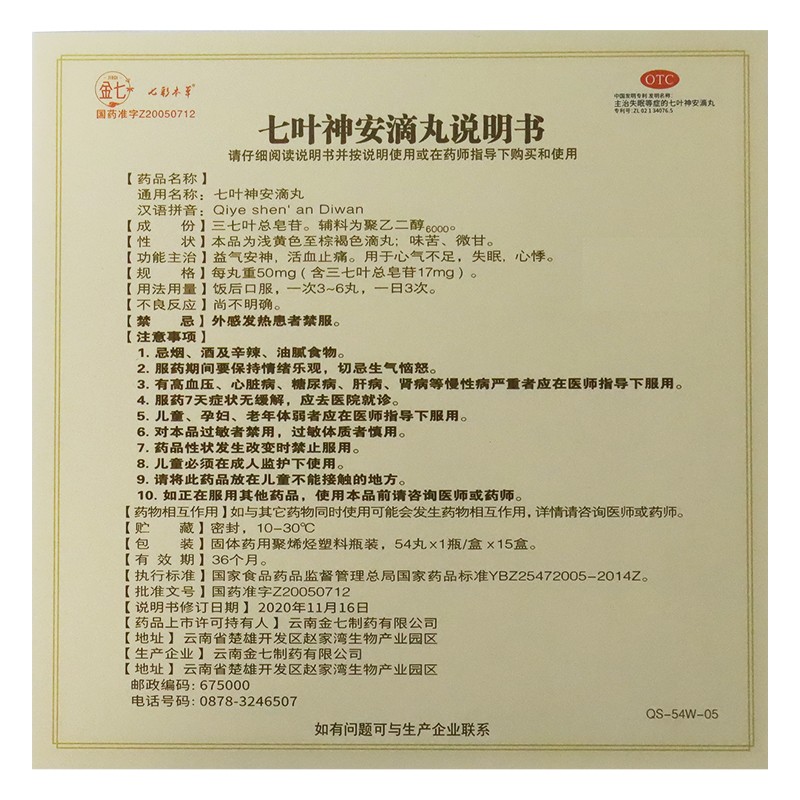 金七
七彩本草
国药准字Z20050712
OTC
中国发明专利 发明名称：
主治失眠等症的七叶神安滴丸
专利号：ZL 02 1 34076.5
七叶神安滴丸说明书
请仔细阅读说明书并按说明使用或在药师指导下购买和使用
【药品名称】
通用名称：七叶神安滴丸
汉语拼音：Qiye shen' an Diwan
【成 份】三七叶总皂苷。辅料为聚乙二醇6000。
【性 状】本品为浅黄色至棕褐色滴丸；味苦、微甘。
【功能主治】益气安神，活血止痛。用于心气不足，失眠，心悸。
【规 格】每丸重50mg（含三七叶总皂苷17mg）。
【用法用量】饭后口服，一次3~6丸，一日3次。
【不良反应】尚不明确。
【禁 忌】外感发热患者禁服。
【注意事项】
1. 忌烟、酒及辛辣、油腻食物。
2. 服药期间要保持情绪乐观，切忌生气恼怒。
3. 有高血压、心脏病、糖尿病、肝病、肾病等慢性病严重者应在医师指导下服用。
4. 服药7天症状无缓解，应去医院就诊。
5. 儿童、孕妇、老年体弱者应在医师指导下服用。
6. 对本品过敏者禁用，过敏体质者慎用。
7. 药品性状发生改变时禁止服用。
8. 儿童必须在成人监护下使用。
9. 请将此药品放在儿童不能接触的地方。
10. 如正在服用其他药品，使用本品前请咨询医师或药师。
【药物相互作用】如与其它药物同时使用可能会发生药物相互作用，详情请咨询医师或药师。
【贮 藏】密封，10-30℃
【包 装】固体药用聚烯烃塑料瓶装，54丸×1瓶/盒×15盒。
【有 效 期】36个月。
【执行标准】国家食品药品监督管理总局国家药品标准YBZ25472005-2014Z。
【批准文号】国药准字Z20050712
【说明书修订日期】2020年11月16日
【药品上市许可持有人】云南金七制药有限公司
【地址】云南省楚雄开发区赵家湾生物产业园区
【生产企业】云南金七制药有限公司
【地址】云南省楚雄开发区赵家湾生物产业园区
邮政编码：675000
电话号码：0878-3246507
QS-54W-05
如有问题可与生产企业联系